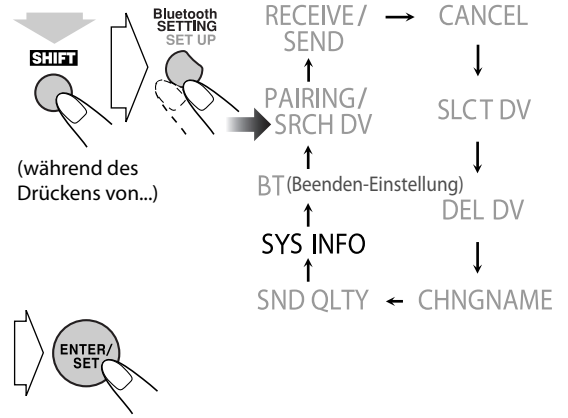 Bluetooth
SETTING
SET UP
SHIFT
(während des
Drückens von...)
RECEIVE/
SEND
CANCEL
PAIRING/
SRCH DV
SLCT DV
BT(Beenden-Einstellung)
DEL DV
SYS INFO
SND QLTY
CHNGNAME
ENTER/
SET